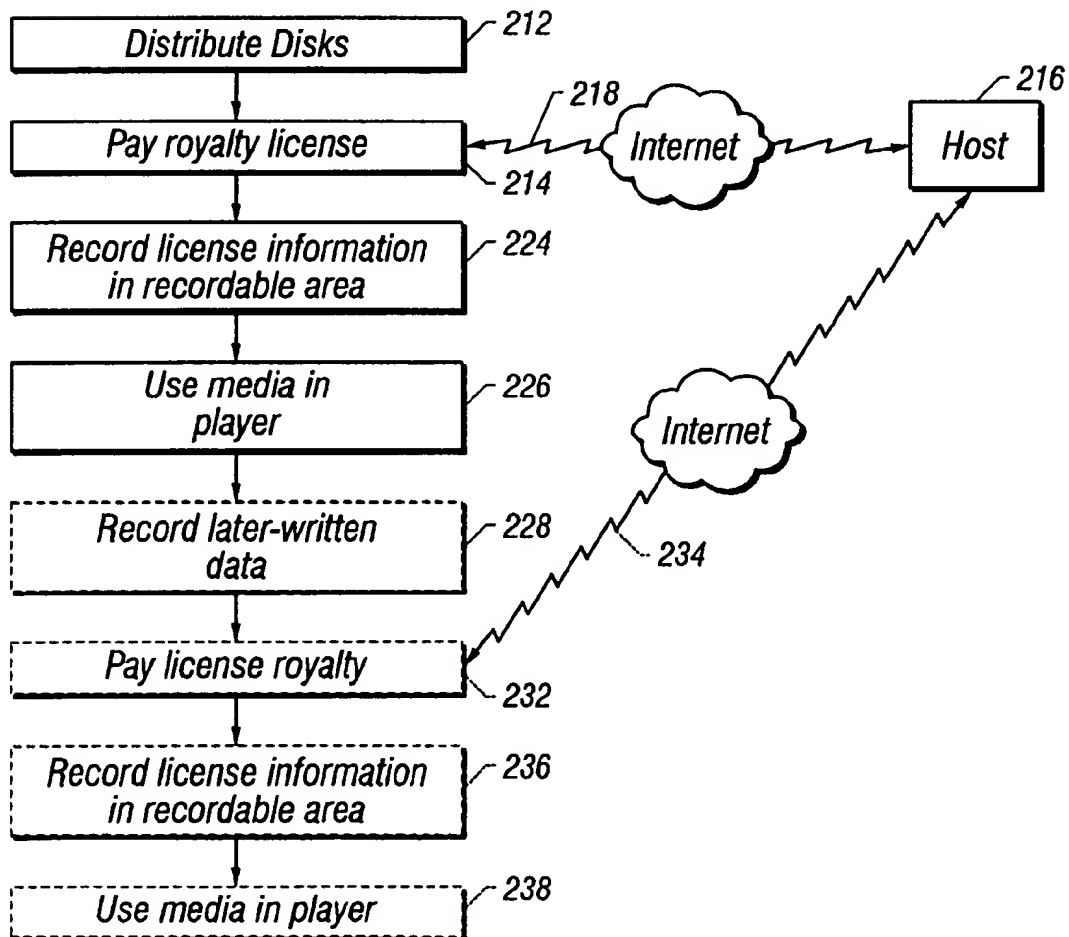 Distribute Disks
212
218
216
Pay royalty license
Internet
Host
214
Record license information
in recordable area
224
Use media in
player
226
Internet
Record later-written
data
228
234
Pay license royalty
232
Record license information
in recordable area
236
Use media in player
238